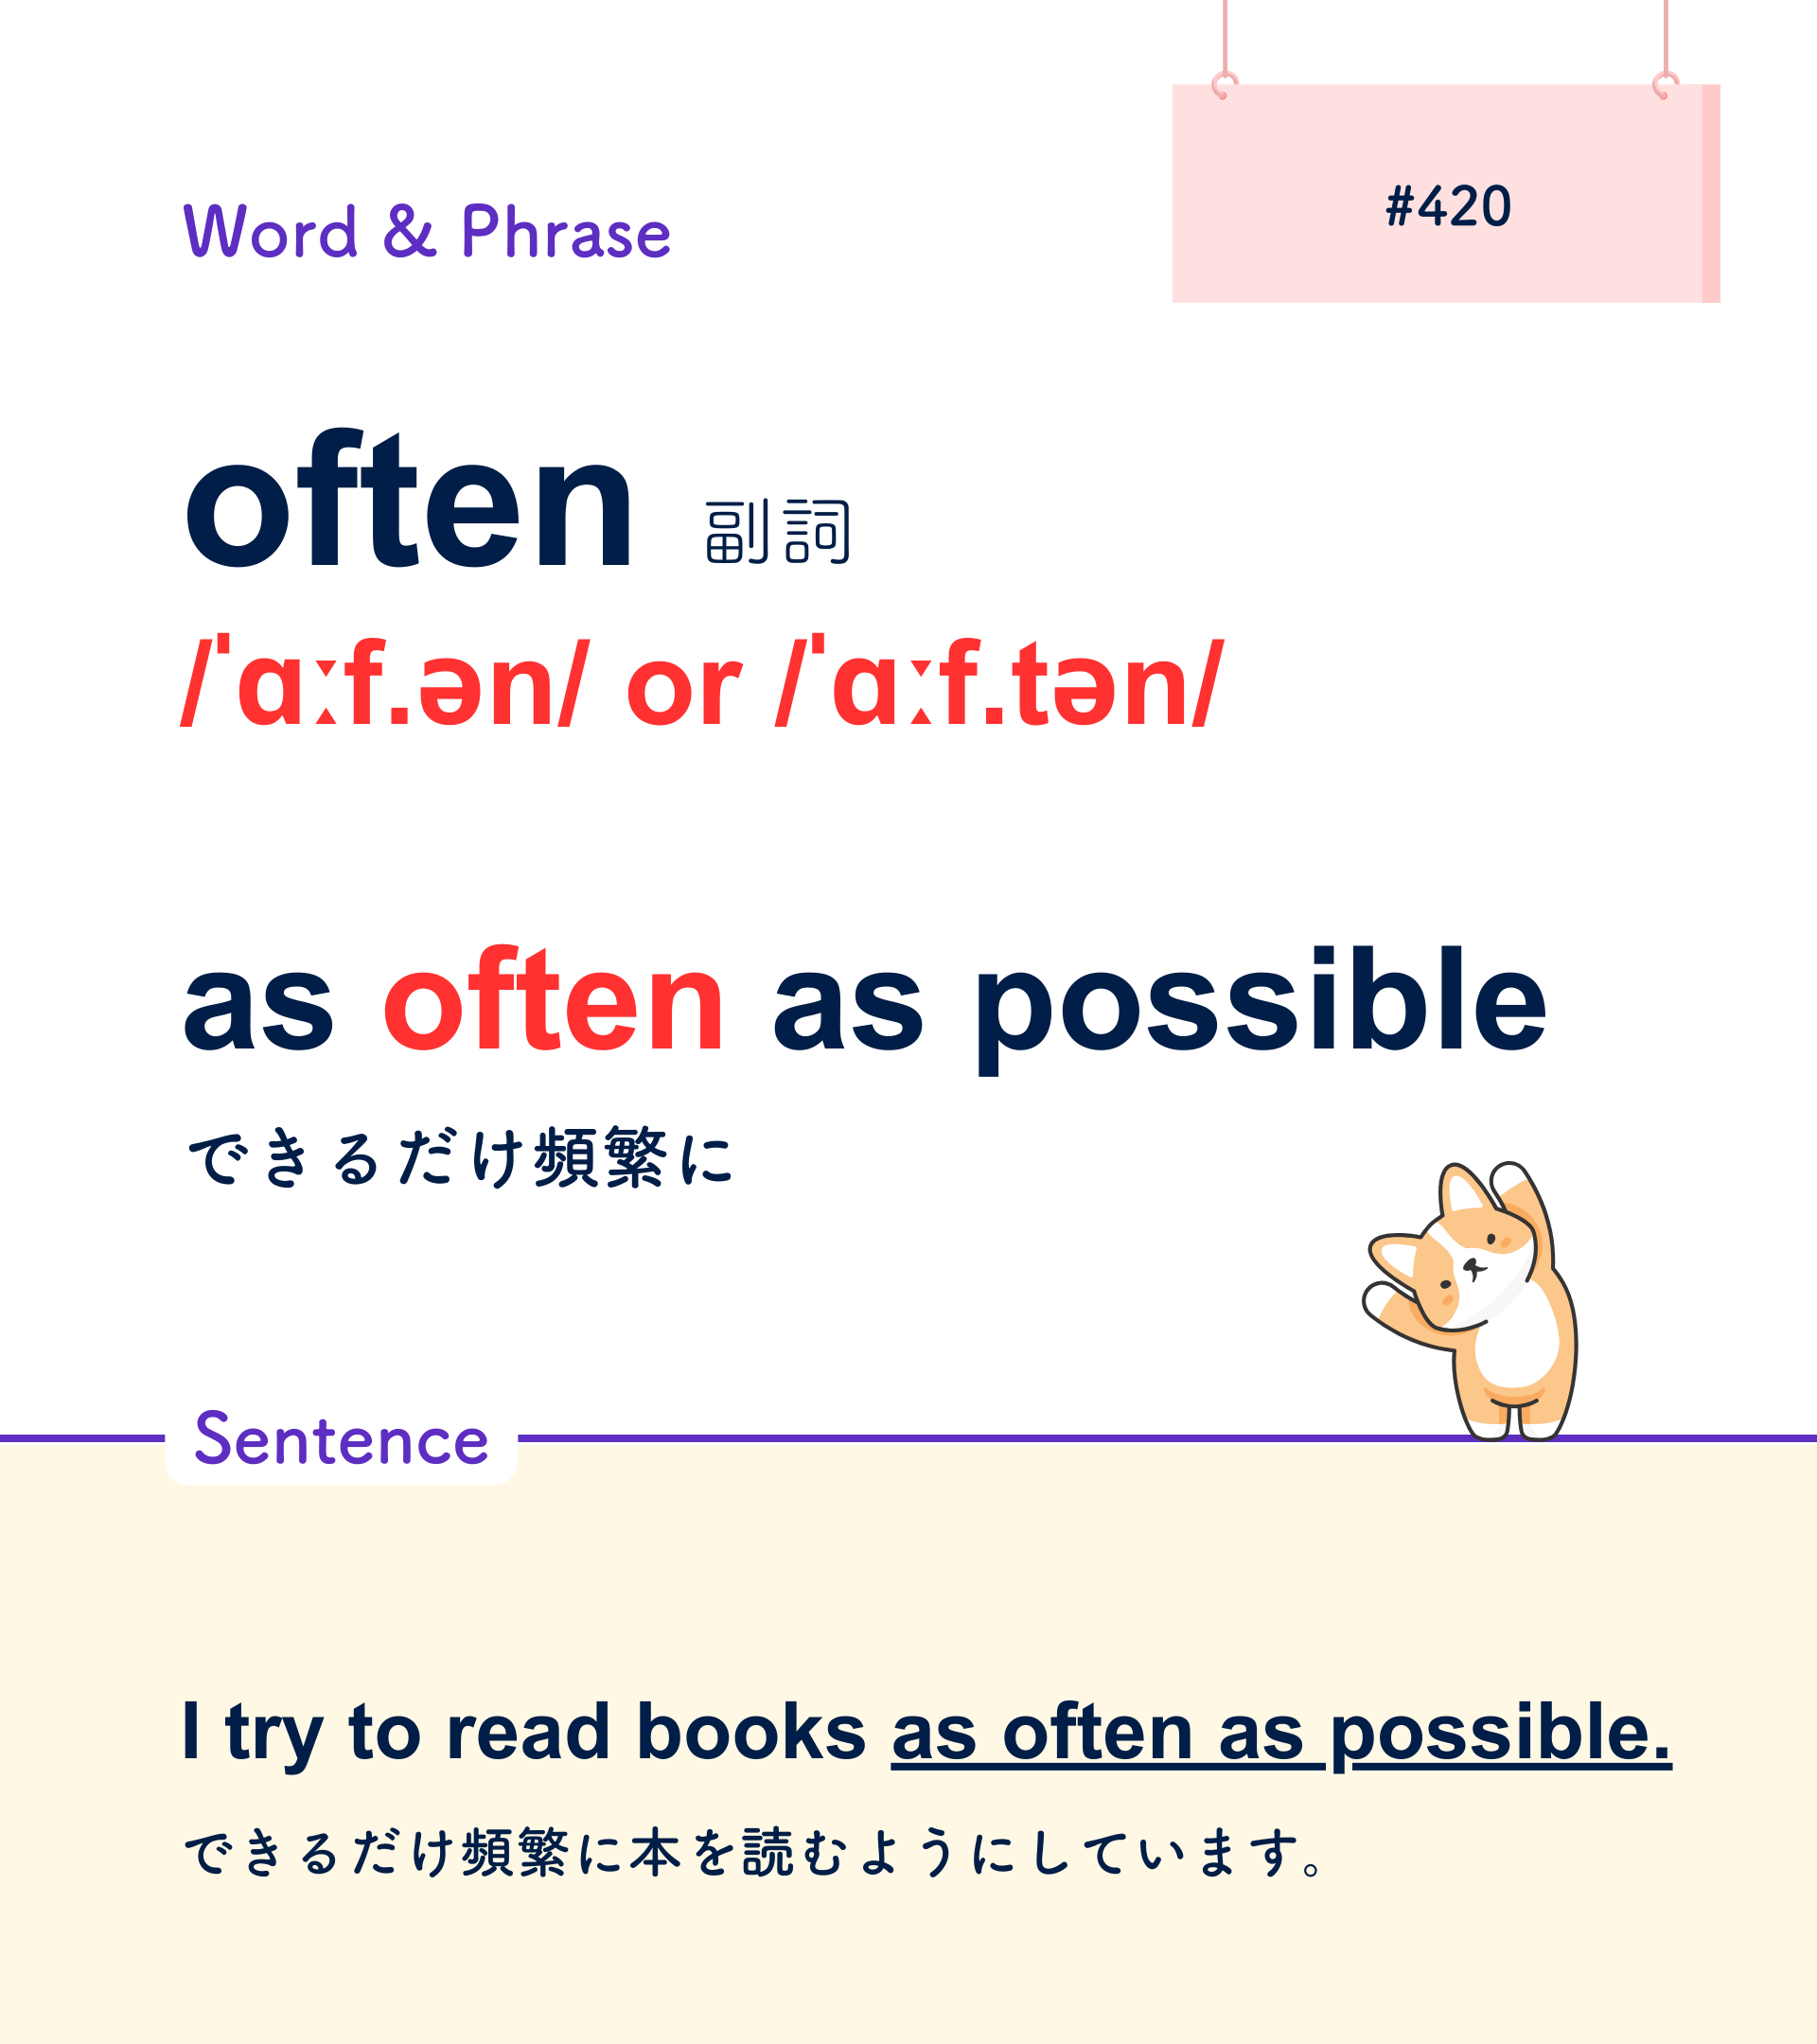 Word & Phrase
#420
often 副詞
/ˈɑːf.ən/ or /ˈɑːf.tən/
as often as possible
できるだけ頻繁に
Sentence
I try to read books as often as possible.
できるだけ頻繁に本を読むようにしています。